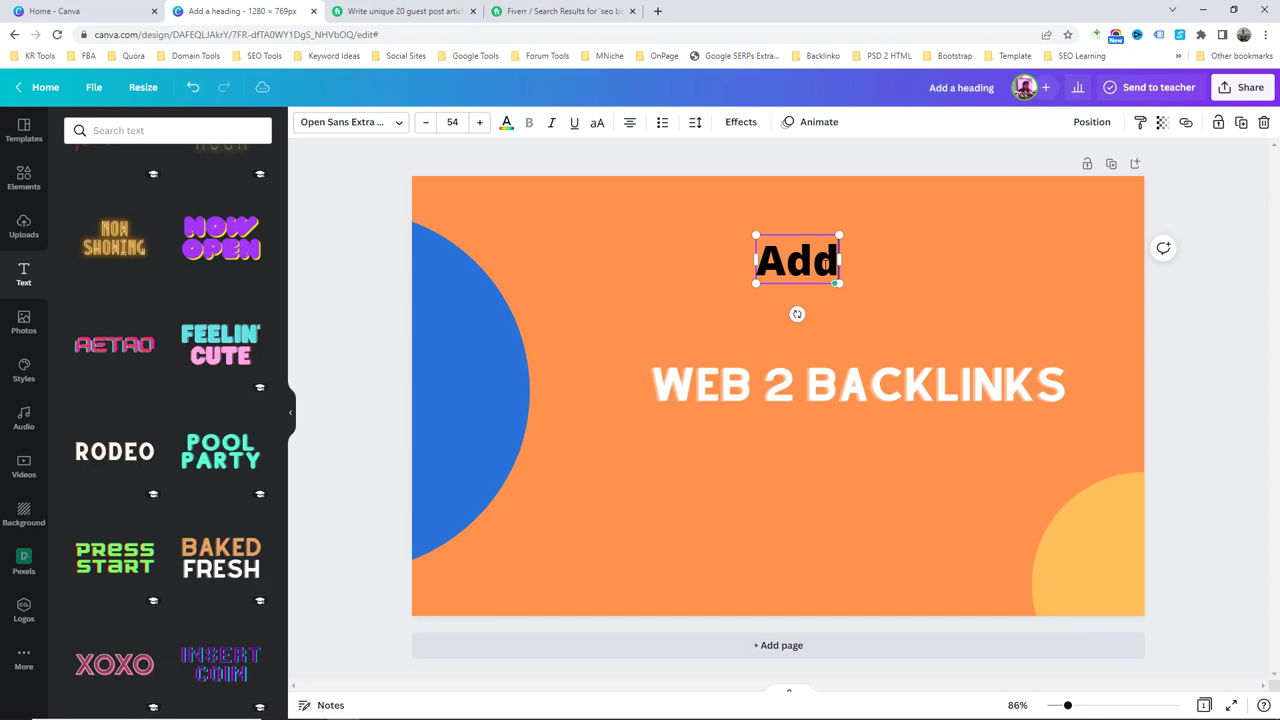 Home - Canva
Add a heading - 1280 × 769px
Write unique 20 guest post articl
Fiverr / Search Results for 'seo ba
canva.com/design/DAFEQLJAkrY/7FR-dfTA0WY1DgS_NHVbOQ/edit#
New
KR Tools
FBA
Quora
Domain Tools
SEO Tools
Keyword Ideas
Social Sites
Google Tools
Forum Tools
MNiche
OnPage
Google SERPs Extra...
Backlinko
PSD 2 HTML
Bootstrap
Template
SEO Learning
»
Other bookmarks
Home
File
Resize
Add a heading
+
Send to teacher
Share
Templates
Elements
Uploads
Text
Photos
Styles
Audio
Videos
Background
Pexels
Logos
More
Search text
NOW SHOWING
NOW OPEN
RETRO
FEELIN' CUTE
RODEO
POOL PARTY
PRESS START
BAKED FRESH
XOXO
INSERT COIN
Open Sans Extra ...
− 54 +
A B I U aA
Effects
Animate
Position
Add
WEB 2 BACKLINKS
+ Add page
Notes
86%
1